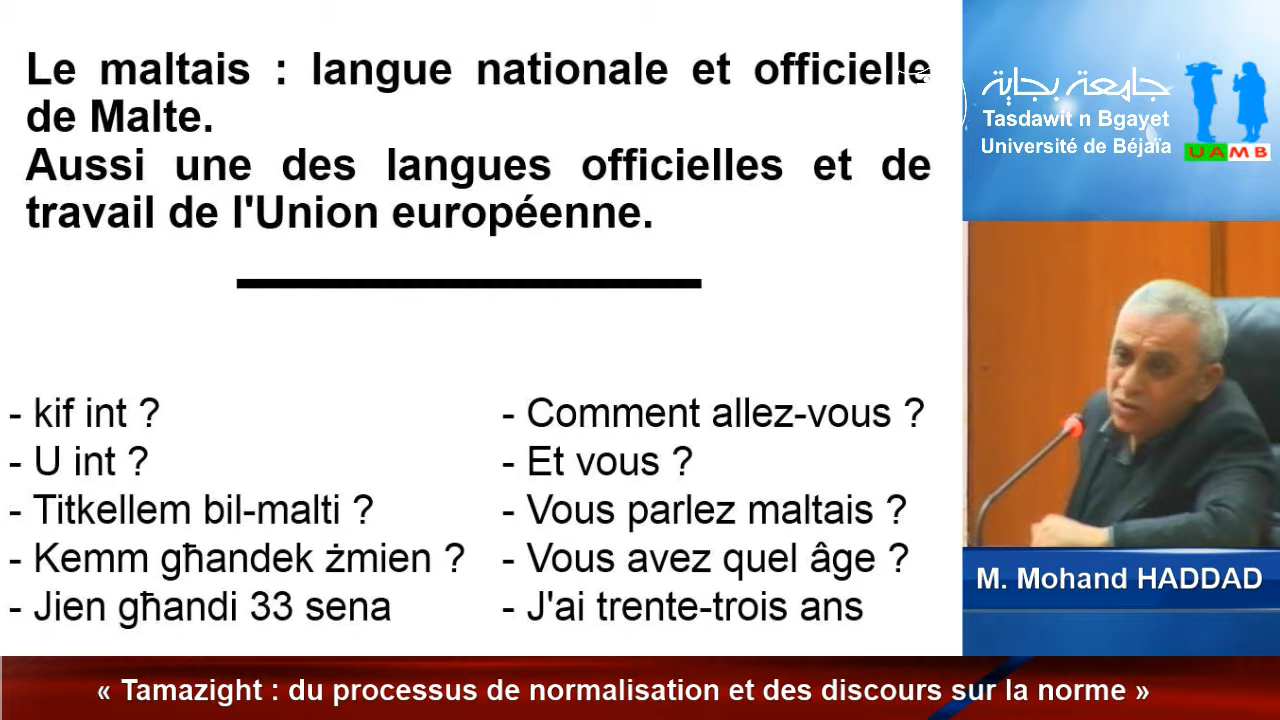 Le maltais : langue nationale et officielle
de Malte.
Aussi une des langues officielles et de
travail de l'Union européenne.
- kif int ?
- U int ?
- Titkellem bil-malti ?
- Kemm għandek żmien ?
- Jien għandi 33 sena
- Comment allez-vous ?
- Et vous ?
- Vous parlez maltais ?
- Vous avez quel âge ?
- J'ai trente-trois ans
جامعة بجاية
Tasdawit n Bgayet
Université de Béjaïa
UAMB
M. Mohand HADDAD
« Tamazight : du processus de normalisation et des discours sur la norme »